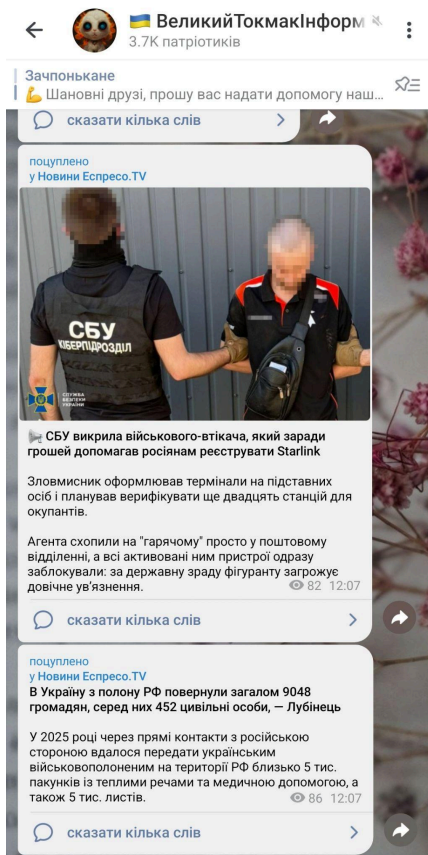 🇺🇦 ВеликийТокмакІнформ
3.7K патріотиків
Зачпонькане
💪 Шановні друзі, прошу вас надати допомогу наш...
сказати кілька слів
поцуплено
у Новини Еспресо.TV
СБУ
КІБЕРПІДРОЗДІЛ
СЛУЖБА
БЕЗПЕКИ
УКРАЇНИ
📢 СБУ викрила військового-втікача, який заради
грошей допомагав росіянам реєструвати Starlink
Зловмисник оформлював термінали на підставних
осіб і планував верифікувати ще двадцять станцій для
окупантів.
Агента схопили на "гарячому" просто у поштовому
відділенні, а всі активовані ним пристрої одразу
заблокували: за державну зраду фігуранту загрожує
довічне ув’язнення.
82 12:07
сказати кілька слів
поцуплено
у Новини Еспресо.TV
В Україну з полону РФ повернули загалом 9048
громадян, серед них 452 цивільні особи, — Лубінець
У 2025 році через прямі контакти з російською
стороною вдалося передати українським
військовополоненим на території РФ близько 5 тис.
пакунків із теплими речами та медичною допомогою, а
також 5 тис. листів.
86 12:07
сказати кілька слів